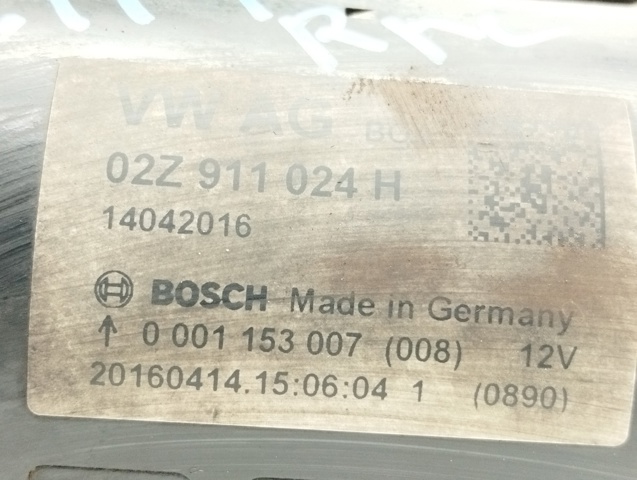 VW AG
02Z 911 024 H
14042016
BOSCH Made in Germany
↑ 0 001 153 007 (008) 12V
20160414.15:06:04 1 (0890)